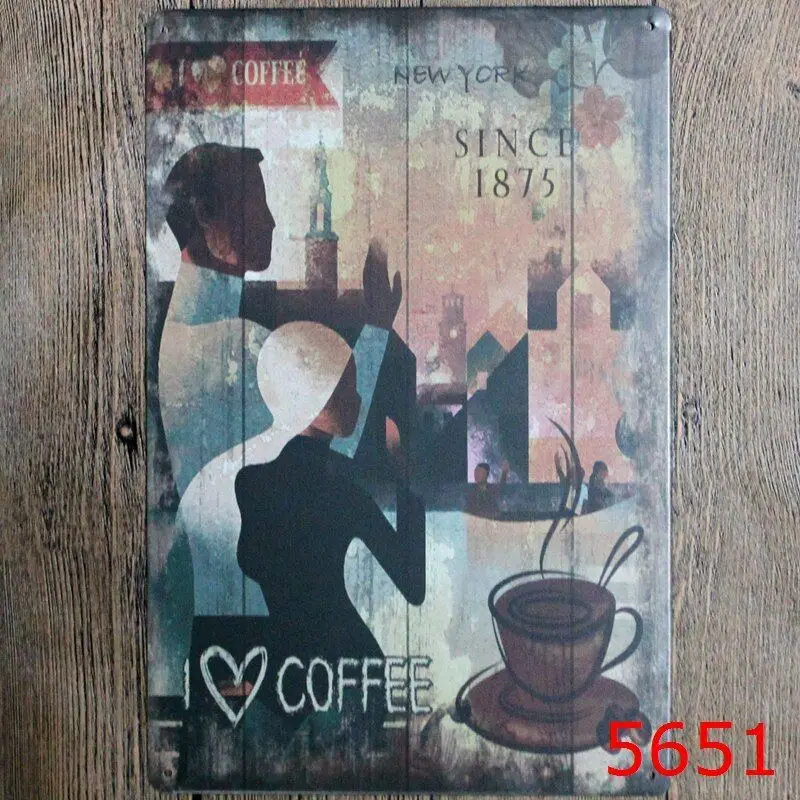 I ♥ COFFEE
NEW YORK
SINCE
1875
I ♥ COFFEE
5651